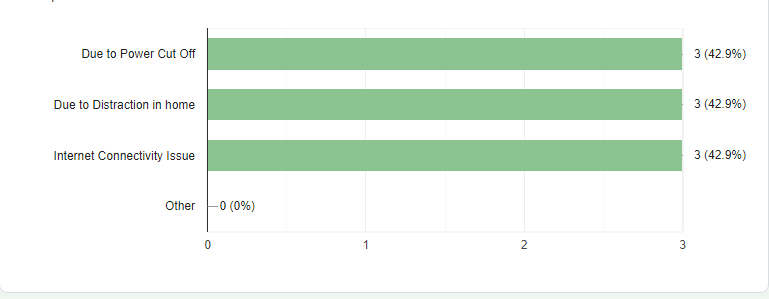 Due to Power Cut Off 3 (42.9%)
Due to Distraction in home 3 (42.9%)
Internet Connectivity Issue 3 (42.9%)
Other 0 (0%)
0 1 2 3